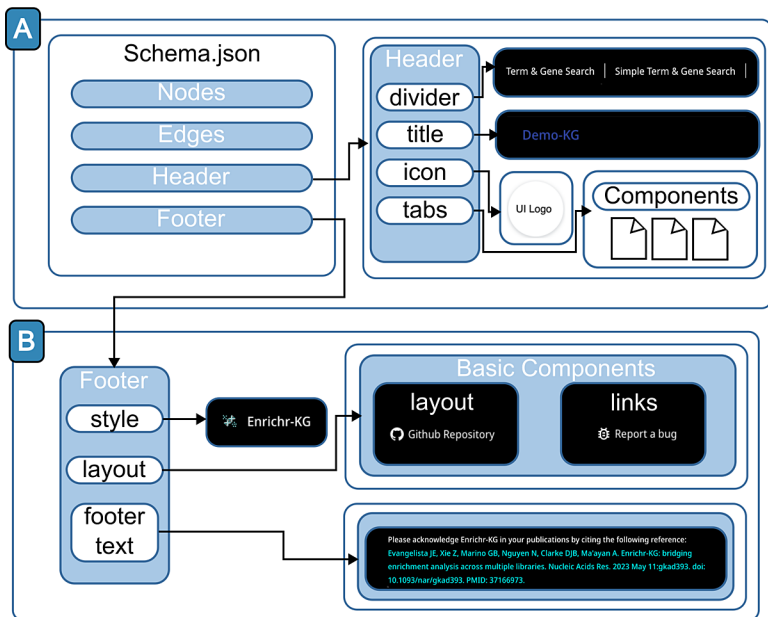 A
Schema.json
Nodes
Edges
Header
Footer
Header
divider
title
icon
tabs
Term & Gene Search | Simple Term & Gene Search |
Demo-KG
UI Logo
Components
B
Footer
style
layout
footer
text
Enrichr-KG
Basic Components
layout
Github Repository
links
Report a bug
Please acknowledge Enrichr-KG in your publications by citing the following reference:
Evangelista JE, Xie Z, Marino GB, Nguyen N, Clarke DJB, Ma'ayan A. Enrichr-KG: bridging
enrichment analysis across multiple libraries. Nucleic Acids Res. 2023 May 11:gkad393. doi:
10.1093/nar/gkad393. PMID: 37166973.